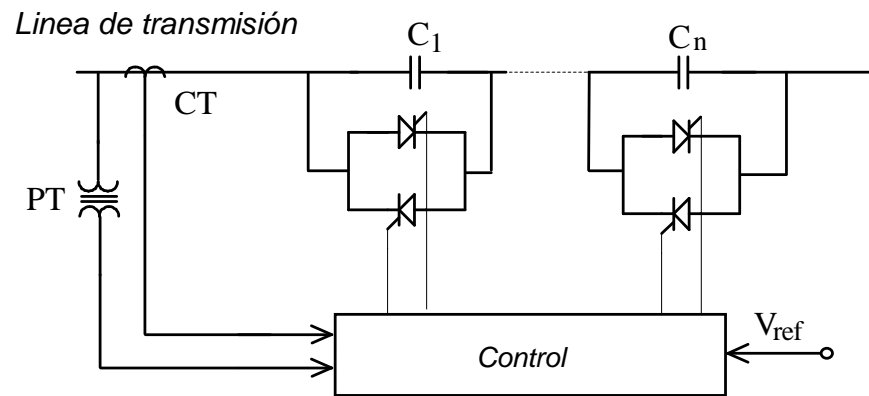 Linea de transmisión
C1
Cn
CT
PT
Vref
Control